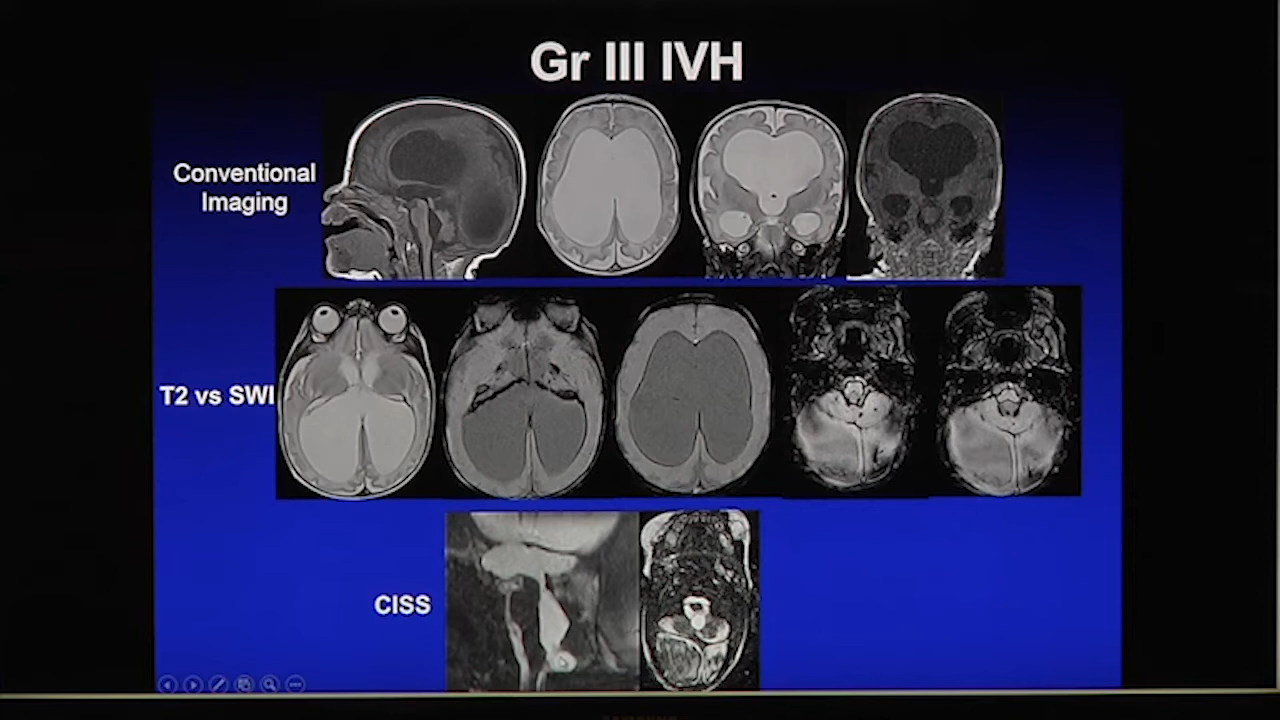 Gr III IVH
Conventional
Imaging
T2 vs SWI
CISS